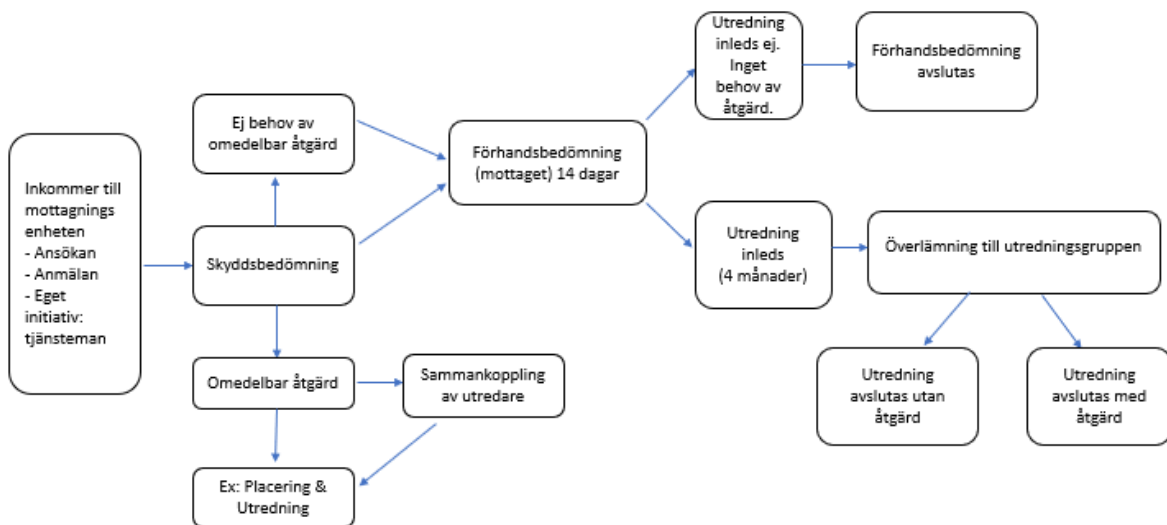 Inkommer till
mottagnings
enheten
- Ansökan
- Anmälan
- Eget
initiativ:
tjänsteman
Ej behov av
omedelbar åtgärd
Skyddsbedömning
Omedelbar åtgärd
Sammankoppling
av utredare
Ex: Placering &
Utredning
Förhandsbedömning
(mottaget) 14 dagar
Utredning
inleds ej.
Inget
behov av
åtgärd.
Förhandsbedömning
avslutas
Utredning
inleds
(4 månader)
Överlämning till utredningsgruppen
Utredning
avslutas utan
åtgärd
Utredning
avslutas med
åtgärd